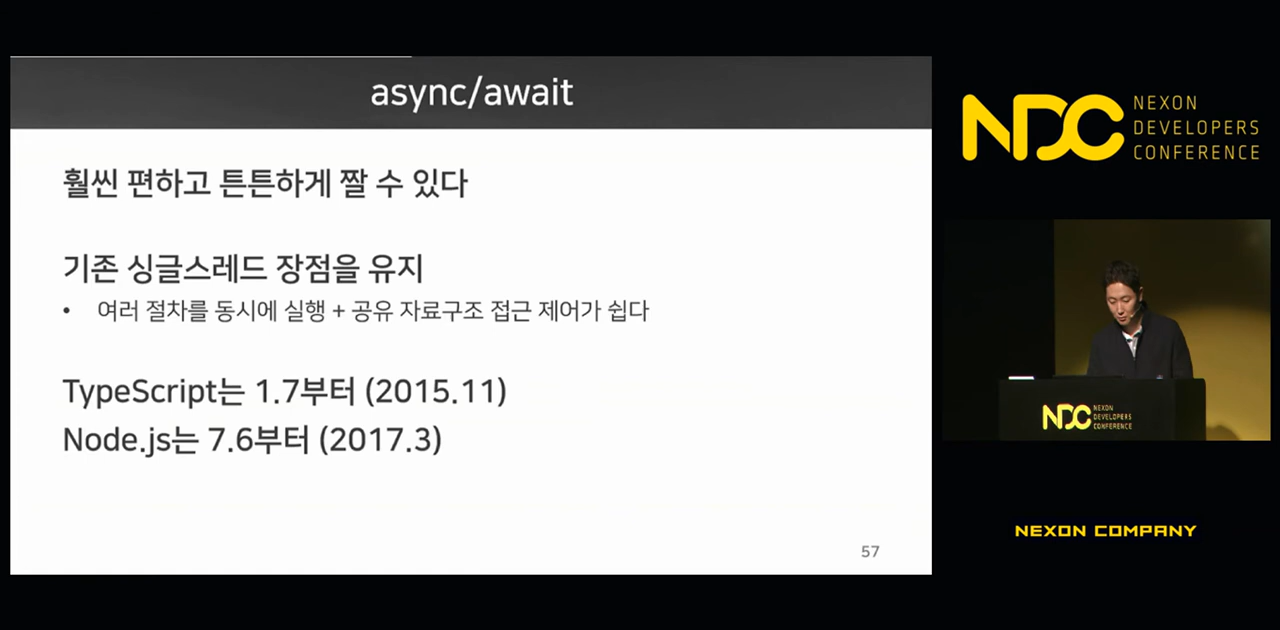 async/await
훨씬 편하고 튼튼하게 짤 수 있다
기존 싱글스레드 장점을 유지
• 여러 절차를 동시에 실행 + 공유 자료구조 접근 제어가 쉽다
TypeScript는 1.7부터 (2015.11)
Node.js는 7.6부터 (2017.3)
57
NDC
NEXON
DEVELOPERS
CONFERENCE
NDC
NEXON
DEVELOPERS
CONFERENCE
NEXON COMPANY